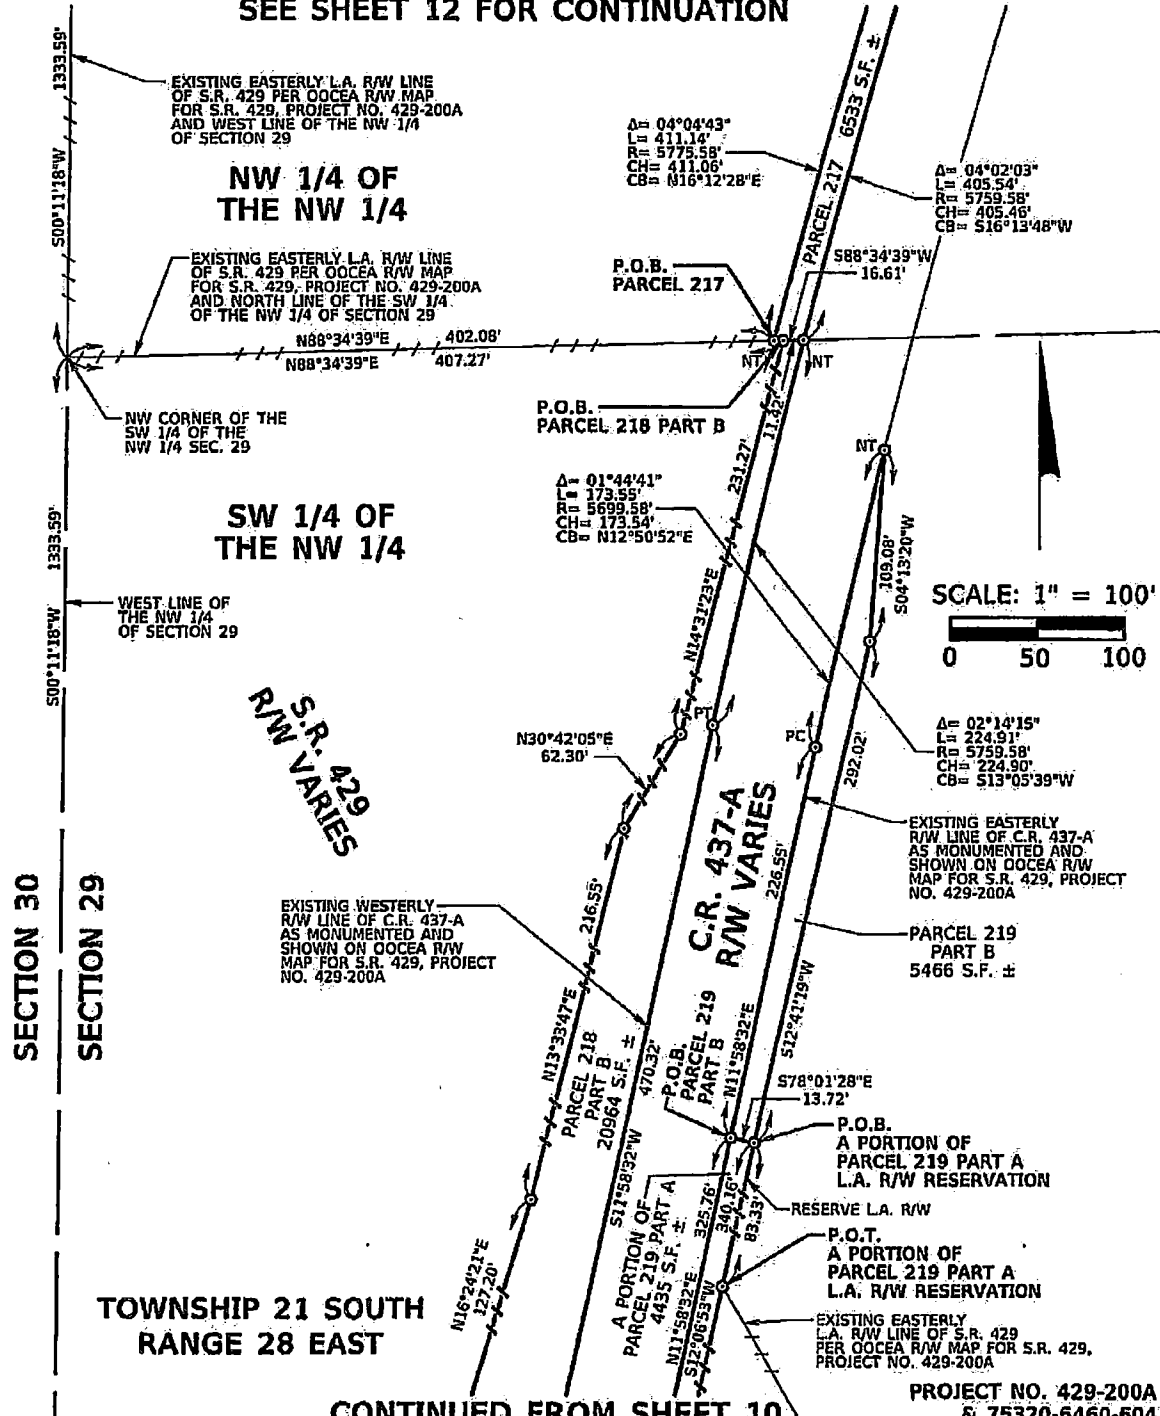 SEE SHEET 12 FOR CONTINUATION
1333.59'
S00°11'18"W
EXISTING EASTERLY L.A. R/W LINE
OF S.R. 429 PER OOCEA R/W MAP
FOR S.R. 429, PROJECT NO. 429-200A
AND WEST LINE OF THE NW 1/4
OF SECTION 29
NW 1/4 OF
THE NW 1/4
Δ= 04°04'43"
L= 411.14'
R= 5775.58'
CH= 411.06'
CB= N16°12'28"E
PARCEL 217
6533 S.F. ±
Δ= 04°02'03"
L= 405.54'
R= 5759.58'
CH= 405.46'
CB= S16°13'48"W
EXISTING EASTERLY L.A. R/W LINE
OF S.R. 429 PER OOCEA R/W MAP
FOR S.R. 429, PROJECT NO. 429-200A
AND NORTH LINE OF THE SW 1/4
OF THE NW 1/4 OF SECTION 29
P.O.B.
PARCEL 217
S88°34'39"W
16.61'
N88°34'39"E
402.08'
N88°34'39"E
407.27'
NT
NT
NW CORNER OF THE
SW 1/4 OF THE
NW 1/4 SEC. 29
P.O.B.
PARCEL 218 PART B
11.42'
231.27'
NT
Δ= 01°44'41"
L= 173.55'
R= 5699.58'
CH= 173.54'
CB= N12°50'52"E
SW 1/4 OF
THE NW 1/4
1333.59'
S00°11'18"W
WEST LINE OF
THE NW 1/4
OF SECTION 29
N14°31'23"E
109.08'
S04°13'20"W
SCALE: 1" = 100'
0 50 100
S.R. 429
R/W VARIES
PT
PC
N30°42'05"E
62.30'
292.02'
Δ= 02°14'15"
L= 224.91'
R= 5759.58'
CH= 224.90'
CB= S13°05'39"W
C.R. 437-A
R/W VARIES
EXISTING EASTERLY
R/W LINE OF C.R. 437-A
AS MONUMENTED AND
SHOWN ON OOCEA R/W
MAP FOR S.R. 429, PROJECT
NO. 429-200A
SECTION 30
SECTION 29
EXISTING WESTERLY
R/W LINE OF C.R. 437-A
AS MONUMENTED AND
SHOWN ON OOCEA R/W
MAP FOR S.R. 429, PROJECT
NO. 429-200A
216.55'
226.55'
PARCEL 219
PART B
5466 S.F. ±
N13°33'47"E
PARCEL 218
PART B
20964 S.F. ±
470.32'
S11°58'32"W
P.O.B.
PARCEL 219
PART B
N11°58'32"E
S12°41'19"W
S78°01'28"E
13.72'
P.O.B.
A PORTION OF
PARCEL 219 PART A
L.A. R/W RESERVATION
RESERVE L.A. R/W
A PORTION OF
PARCEL 219 PART A
4435 S.F. ±
325.76'
340.16'
83.33'
N11°58'32"E
S12°06'53"W
P.O.T.
A PORTION OF
PARCEL 219 PART A
L.A. R/W RESERVATION
N16°24'21"E
127.20'
TOWNSHIP 21 SOUTH
RANGE 28 EAST
EXISTING EASTERLY
L.A. R/W LINE OF S.R. 429
PER OOCEA R/W MAP FOR S.R. 429,
PROJECT NO. 429-200A
CONTINUED FROM SHEET 10
PROJECT NO. 429-200A
& 75320-6460-604